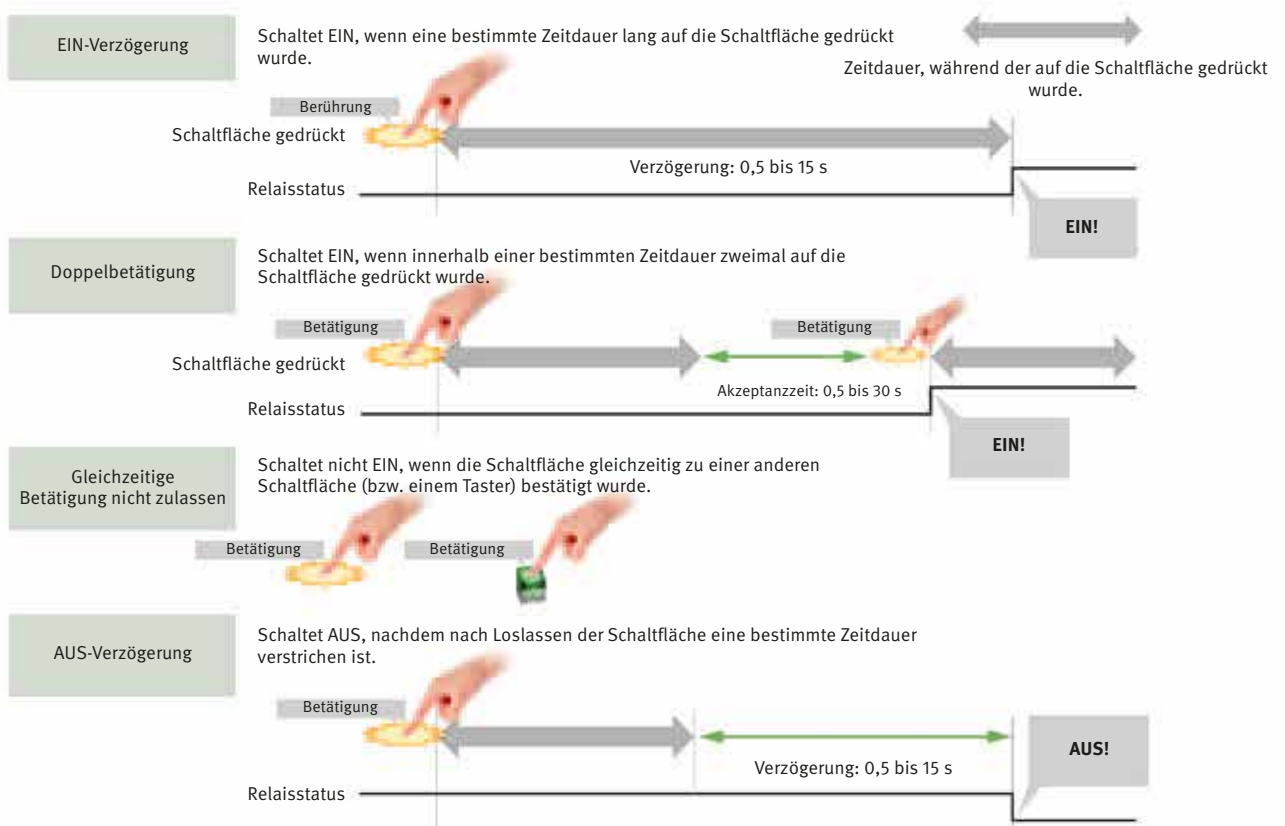 EIN-Verzögerung
Schaltet EIN, wenn eine bestimmte Zeitdauer lang auf die Schaltfläche gedrückt
wurde.
Zeitdauer, während der auf die Schaltfläche gedrückt
wurde.
Berührung
Schaltfläche gedrückt
Verzögerung: 0,5 bis 15 s
Relaisstatus
EIN!
Doppelbetätigung
Schaltet EIN, wenn innerhalb einer bestimmten Zeitdauer zweimal auf die
Schaltfläche gedrückt wurde.
Betätigung
Betätigung
Schaltfläche gedrückt
Akzeptanzzeit: 0,5 bis 30 s
Relaisstatus
EIN!
Gleichzeitige
Betätigung nicht zulassen
Schaltet nicht EIN, wenn die Schaltfläche gleichzeitig zu einer anderen
Schaltfläche (bzw. einem Taster) bestätigt wurde.
Betätigung
Betätigung
AUS-Verzögerung
Schaltet AUS, nachdem nach Loslassen der Schaltfläche eine bestimmte Zeitdauer
verstrichen ist.
Betätigung
AUS!
Verzögerung: 0,5 bis 15 s
Relaisstatus